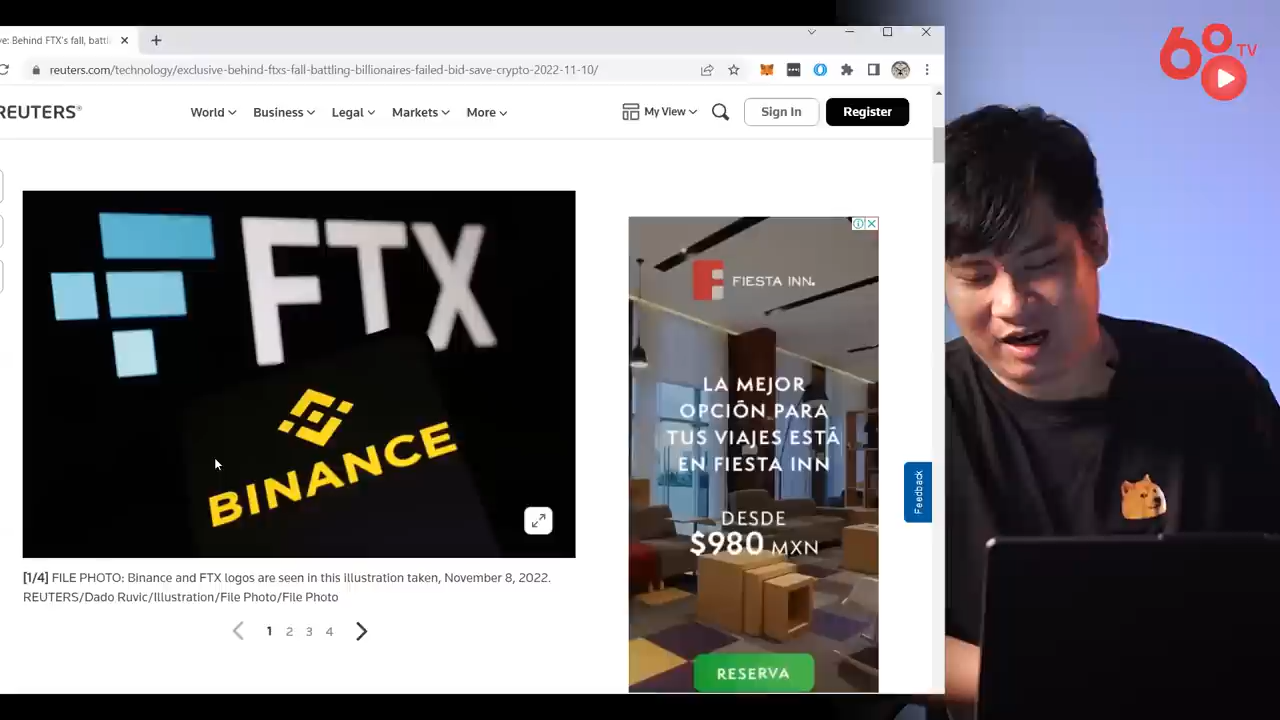 ve: Behind FTX's fall, battl
reuters.com/technology/exclusive-behind-ftxs-fall-battling-billionaires-failed-bid-save-crypto-2022-11-10/
REUTERS®
World
Business
Legal
Markets
More
My View
Sign In
Register
FTX
BINANCE
[1/4] FILE PHOTO: Binance and FTX logos are seen in this illustration taken, November 8, 2022.
REUTERS/Dado Ruvic/Illustration/File Photo/File Photo
1 2 3 4
FIESTA INN.
LA MEJOR
OPCIÓN PARA
TUS VIAJES ESTÁ
EN FIESTA INN
DESDE
$980 MXN
RESERVA
Feedback
68 TV